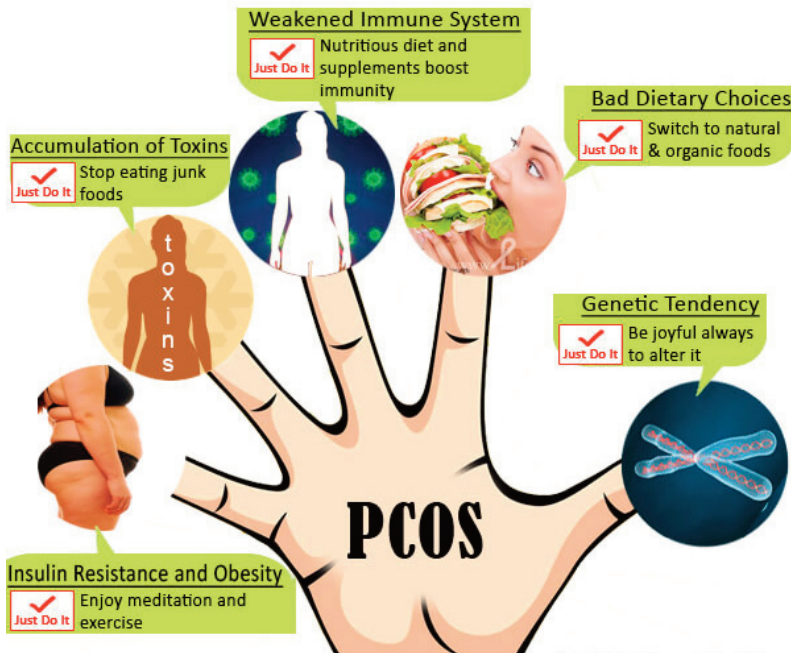 Weakened Immune System
Just Do It
Nutritious diet and
supplements boost
immunity
Bad Dietary Choices
Just Do It
Switch to natural
& organic foods
Accumulation of Toxins
Just Do It
Stop eating junk
foods
toxins
Genetic Tendency
Just Do It
Be joyful always
to alter it
PCOS
Insulin Resistance and Obesity
Just Do It
Enjoy meditation and
exercise